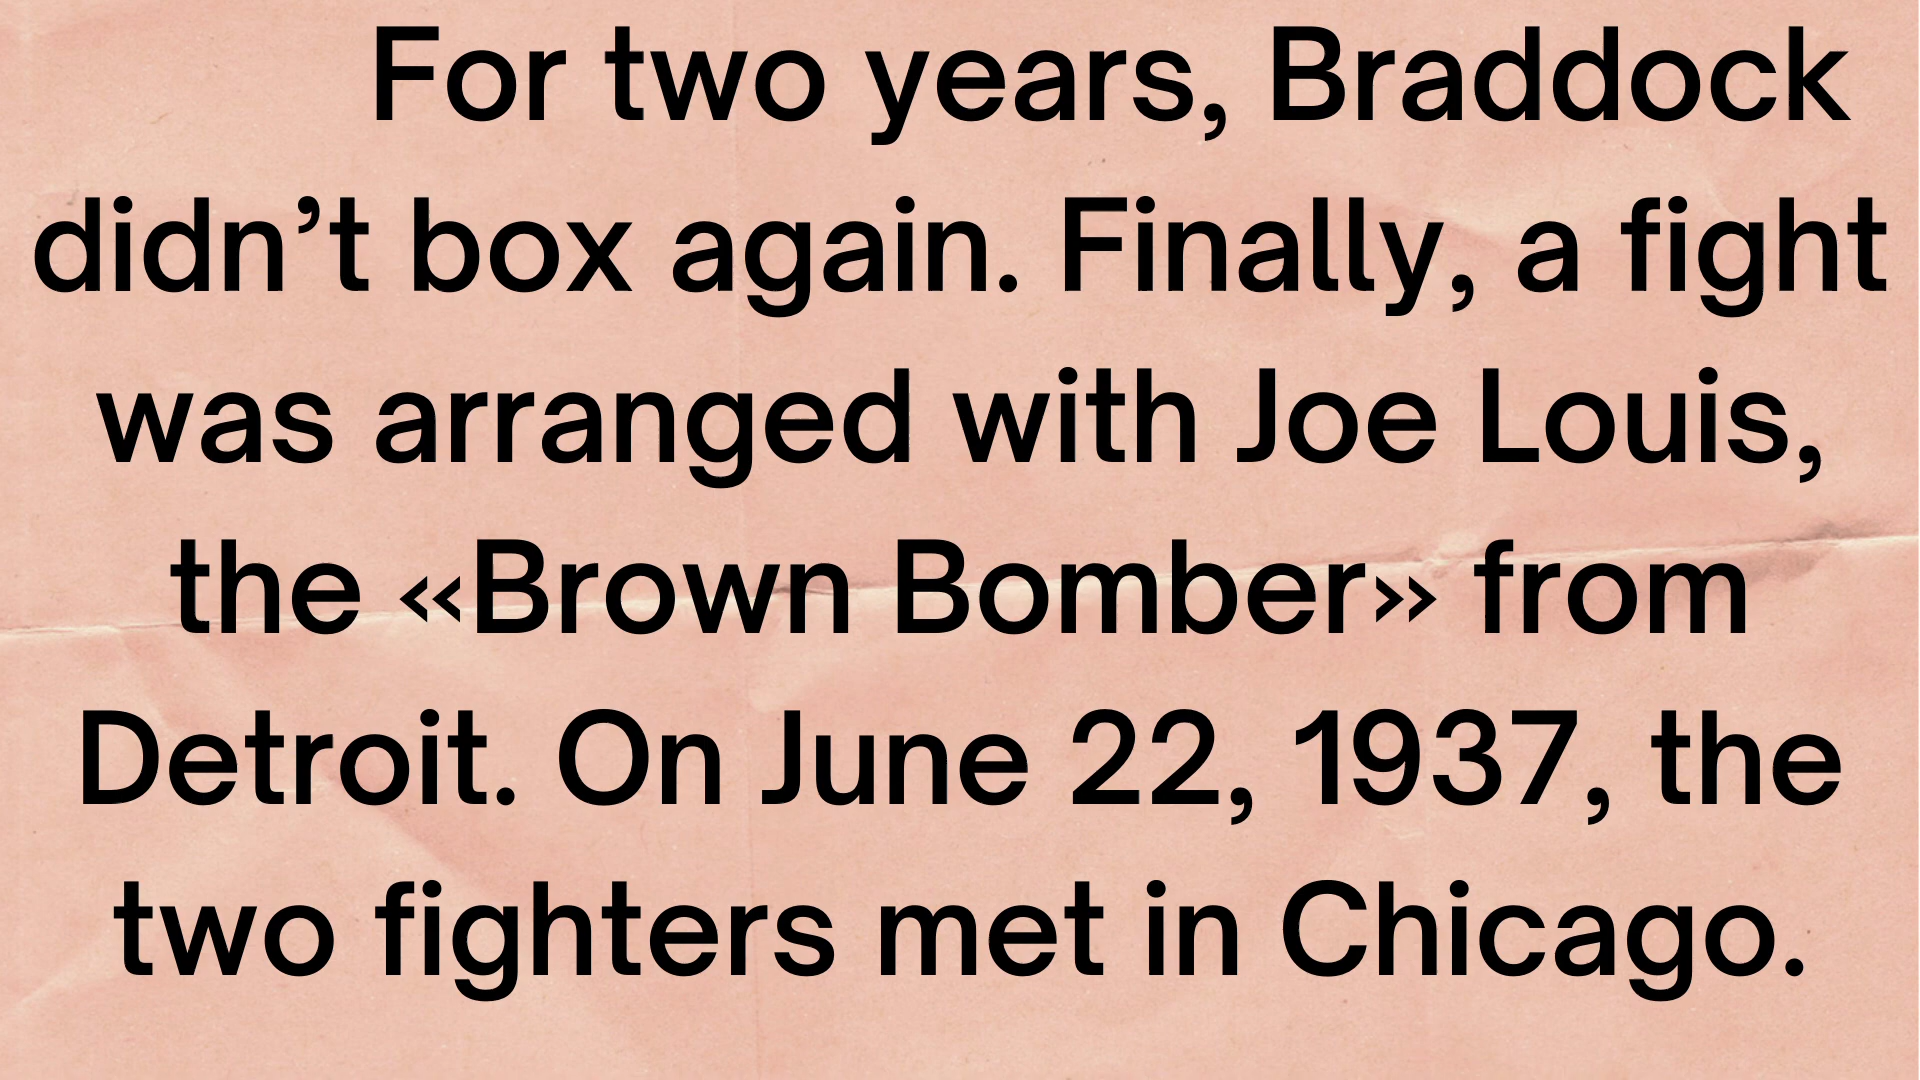 For two years, Braddock
didn’t box again. Finally, a fight
was arranged with Joe Louis,
the «Brown Bomber» from
Detroit. On June 22, 1937, the
two fighters met in Chicago.